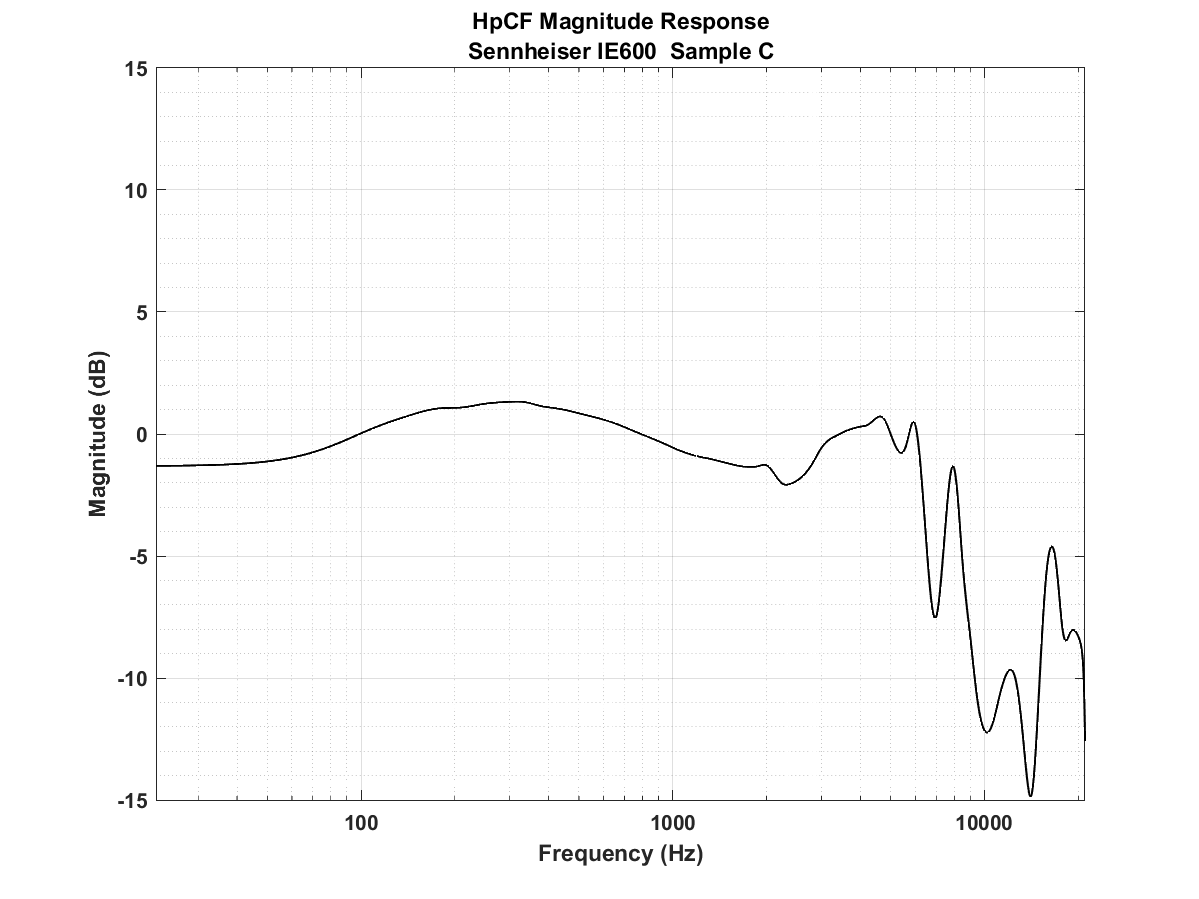 HpCF Magnitude Response
Sennheiser IE600  Sample C
15
10
5
0
-5
-10
-15
Magnitude (dB)
100 1000 10000
Frequency (Hz)